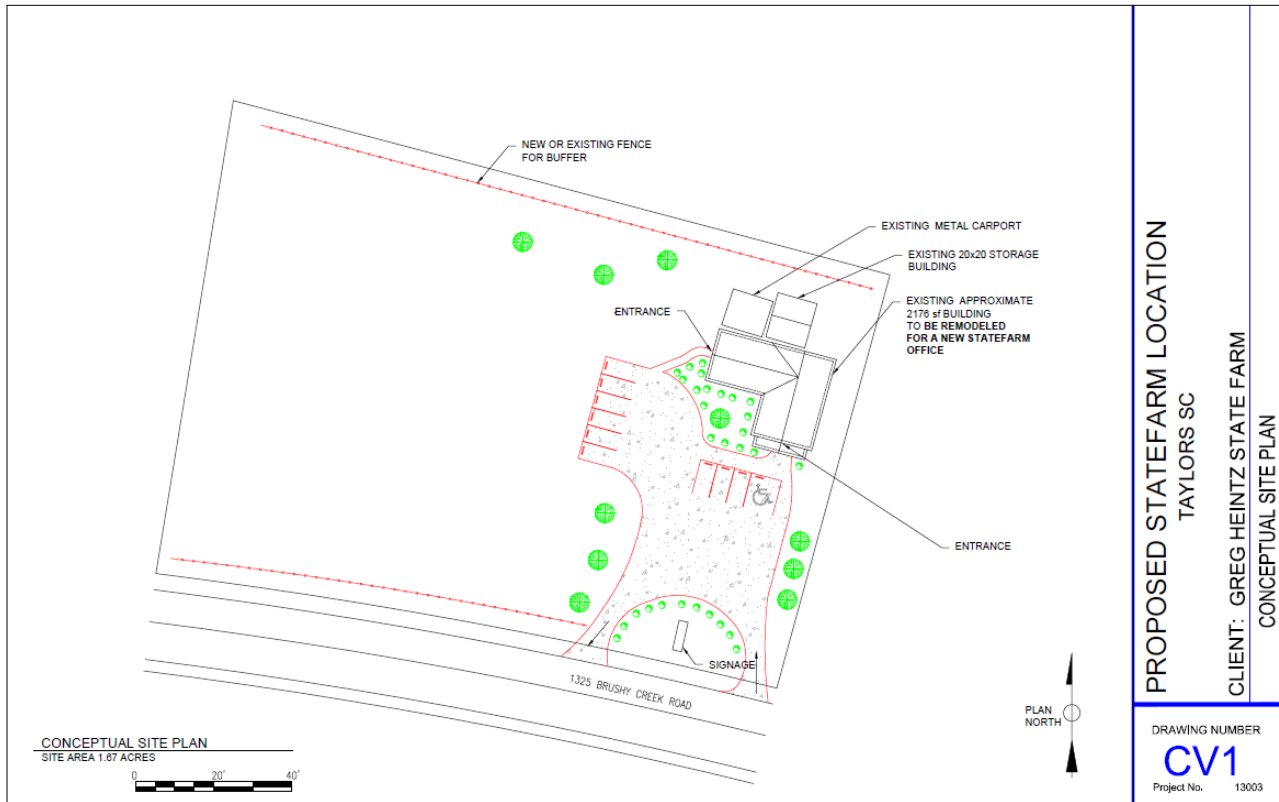 NEW OR EXISTING FENCE
FOR BUFFER
EXISTING METAL CARPORT
EXISTING 20x20 STORAGE
BUILDING
EXISTING APPROXIMATE
2176 sf BUILDING
TO BE REMODELED
FOR A NEW STATEFARM
OFFICE
ENTRANCE
ENTRANCE
SIGNAGE
1325 BRUSHY CREEK ROAD
PLAN
NORTH
CONCEPTUAL SITE PLAN
SITE AREA 1.67 ACRES
0 20' 40'
PROPOSED STATEFARM LOCATION
TAYLORS SC
CLIENT: GREG HEINTZ STATE FARM
CONCEPTUAL SITE PLAN
DRAWING NUMBER
CV1
Project No. 13003